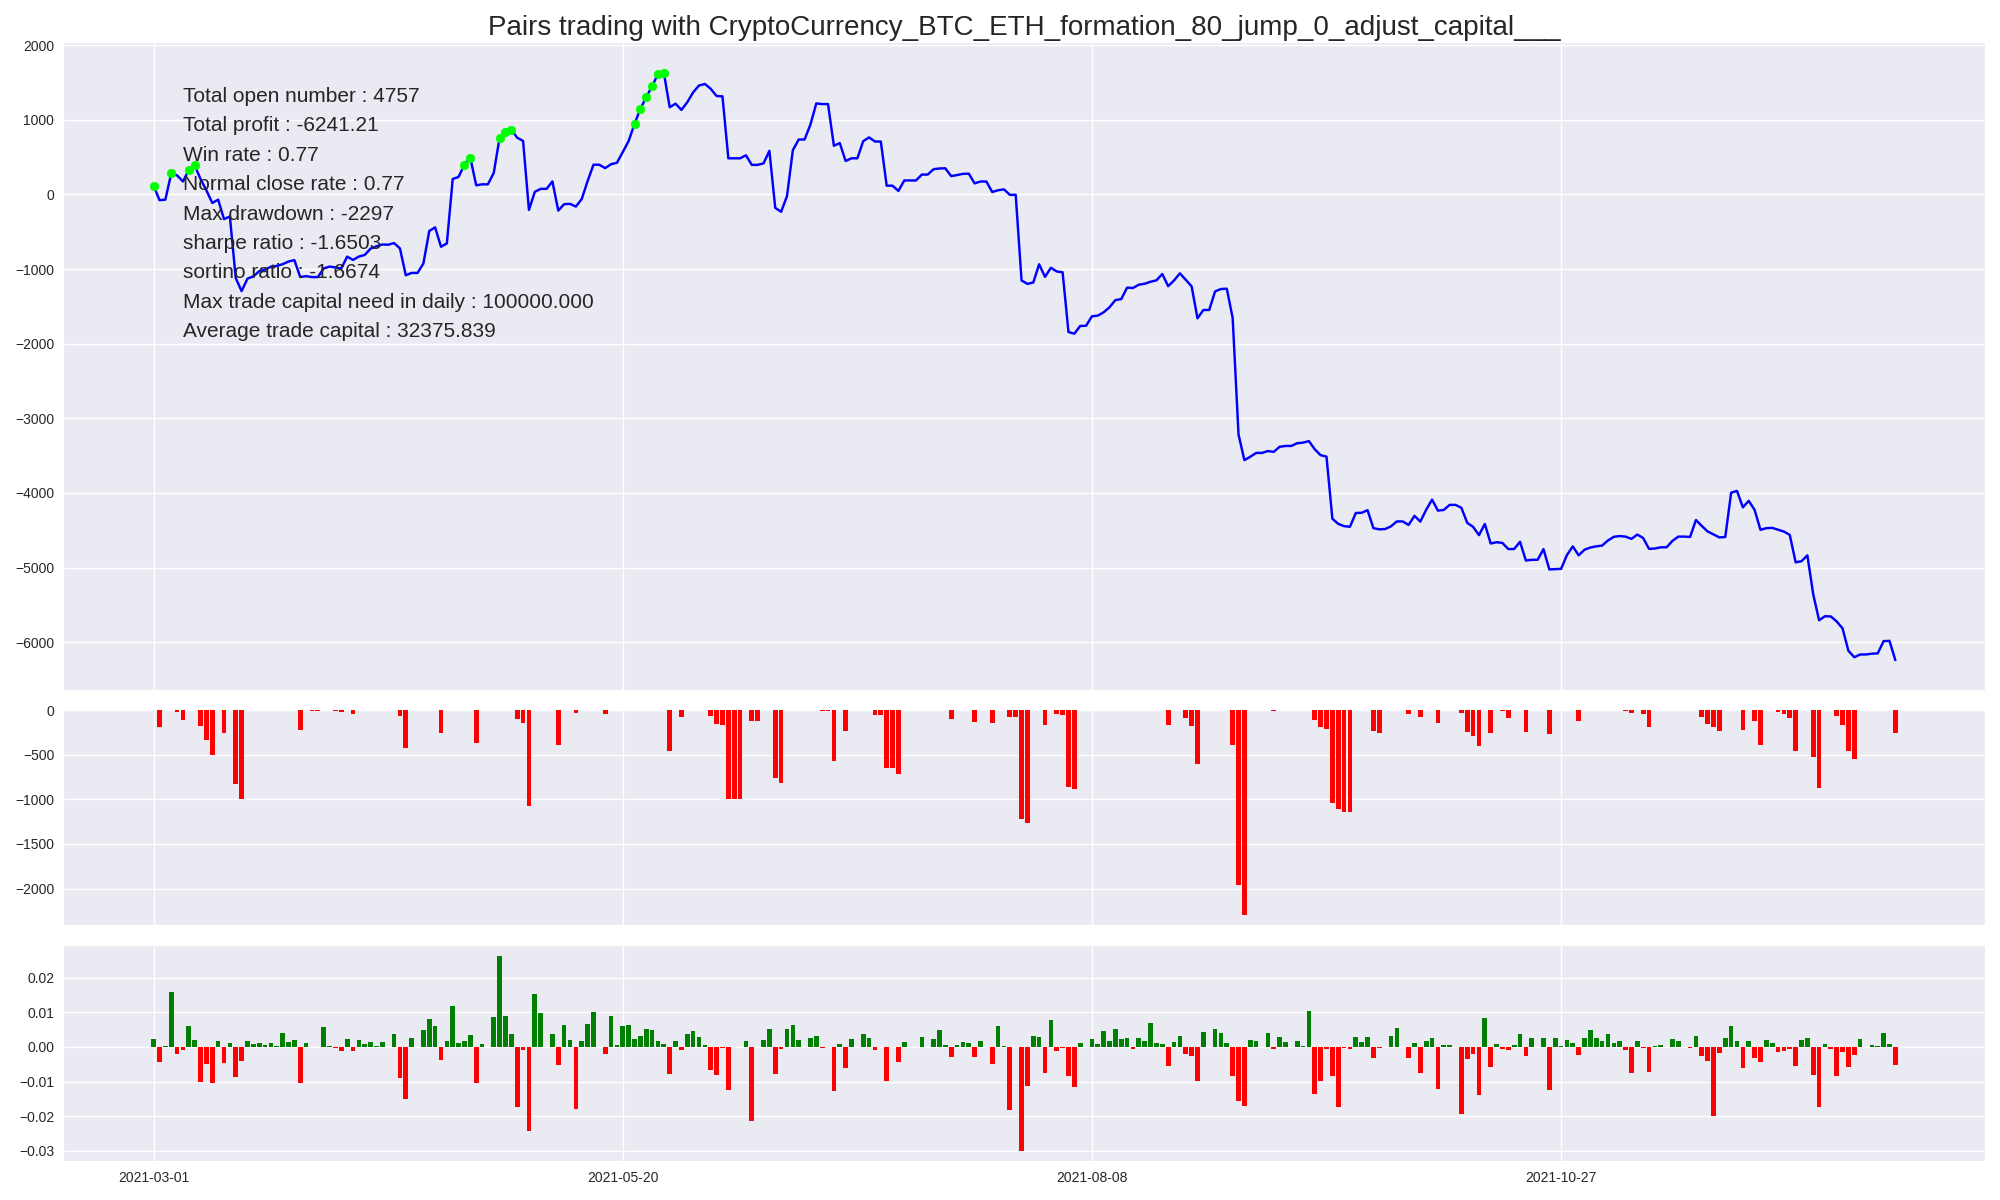 Pairs trading with CryptoCurrency_BTC_ETH_formation_80_jump_0_adjust_capital___
2000
1000
0
−1000
−2000
−3000
−4000
−5000
−6000
Total open number : 4757
Total profit : -6241.21
Win rate : 0.77
Normal close rate : 0.77
Max drawdown : -2297
sharpe ratio : -1.6503
sortino ratio : -1.6674
Max trade capital need in daily : 100000.000
Average trade capital : 32375.839
0
−500
−1000
−1500
−2000
0.02
0.01
0.00
−0.01
−0.02
−0.03
2021-03-01
2021-05-20
2021-08-08
2021-10-27